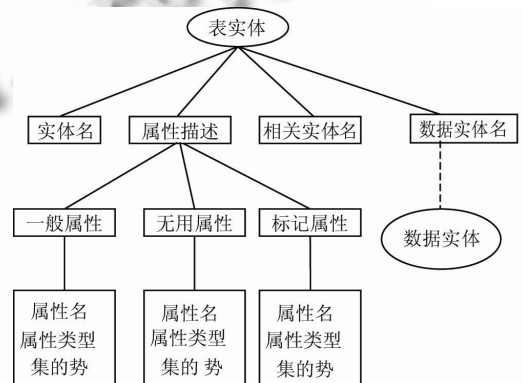 表实体
实体名
属性描述
相关实体名
数据实体名
一般属性
无用属性
标记属性
数据实体
属性名
属性类型
集的势
属性名
属性类型
集的 势
属性名
属性类型
集的势